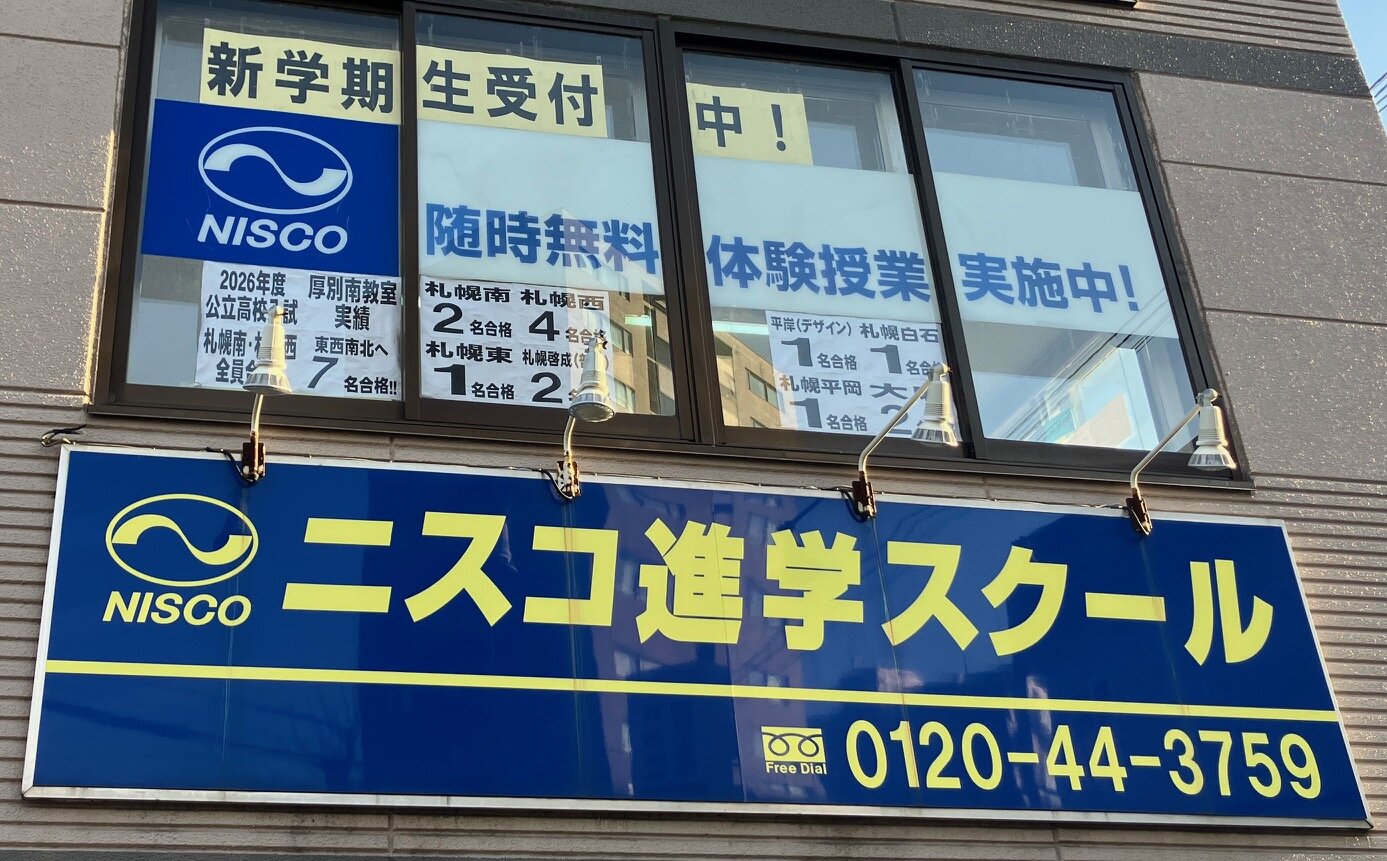 新学期生受付中！
NISCO
随時無料体験授業実施中！
2026年度
公立高校入試
厚別南教室
実績
札幌南・
西
全員
東西南北へ
7名合格!!
札幌南
2名合格
札幌西
4名合格
札幌東
1名合格
札幌啓成
2
平岸(デザイン)
1名合格
札幌白石
1名合格
札幌平岡
1名合格
NISCO
ニスコ進学スクール
Free Dial
0120-44-3759